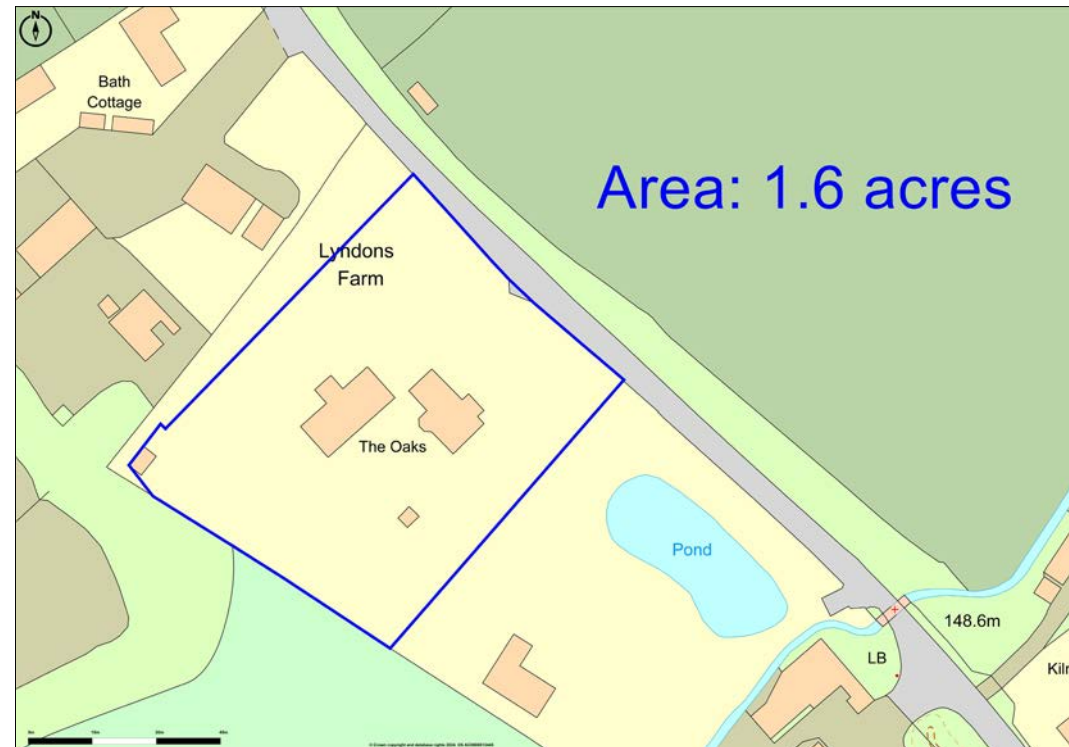 N
Bath
Cottage
Area: 1.6 acres
Lyndons
Farm
The Oaks
Pond
148.6m
LB
Kiln